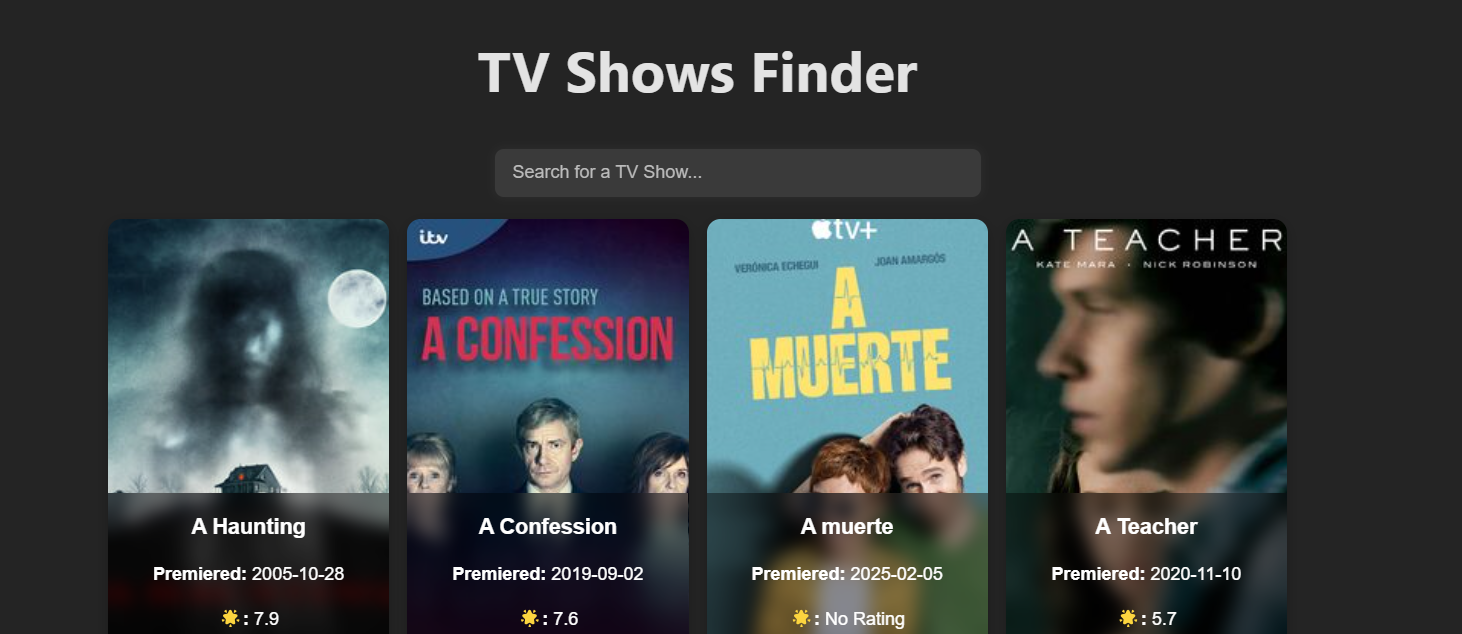 TV Shows Finder
Search for a TV Show...
itv
BASED ON A TRUE STORY
A CONFESSION
tv+
VERÓNICA ECHEGUI
JOAN AMARGÓS
A
MUERTE
A TEACHER
KATE MARA · NICK ROBINSON
A Haunting
A Confession
A muerte
A Teacher
Premiered: 2005-10-28
Premiered: 2019-09-02
Premiered: 2025-02-05
Premiered: 2020-11-10
: 7.9
: 7.6
: No Rating
: 5.7